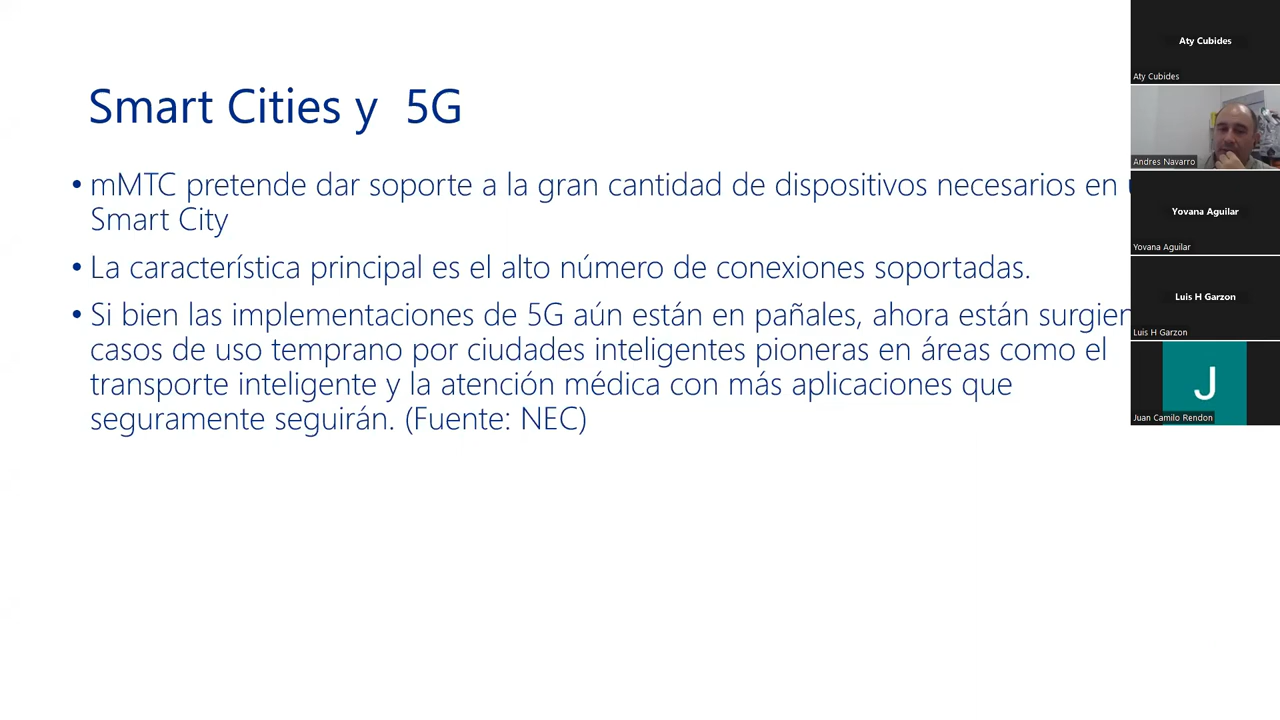 Smart Cities y 5G
• mMTC pretende dar soporte a la gran cantidad de dispositivos necesarios en
Smart City
• La característica principal es el alto número de conexiones soportadas.
• Si bien las implementaciones de 5G aún están en pañales, ahora están
casos de uso temprano por ciudades inteligentes pioneras en áreas como el
transporte inteligente y la atención médica con más aplicaciones que
seguramente seguirán. (Fuente: NEC)
Aty Cubides
Aty Cubides
Andres Navarro
Yovana Aguilar
Yovana Aguilar
Luis H Garzon
Luis H Garzon
J
Juan Camilo Rendon